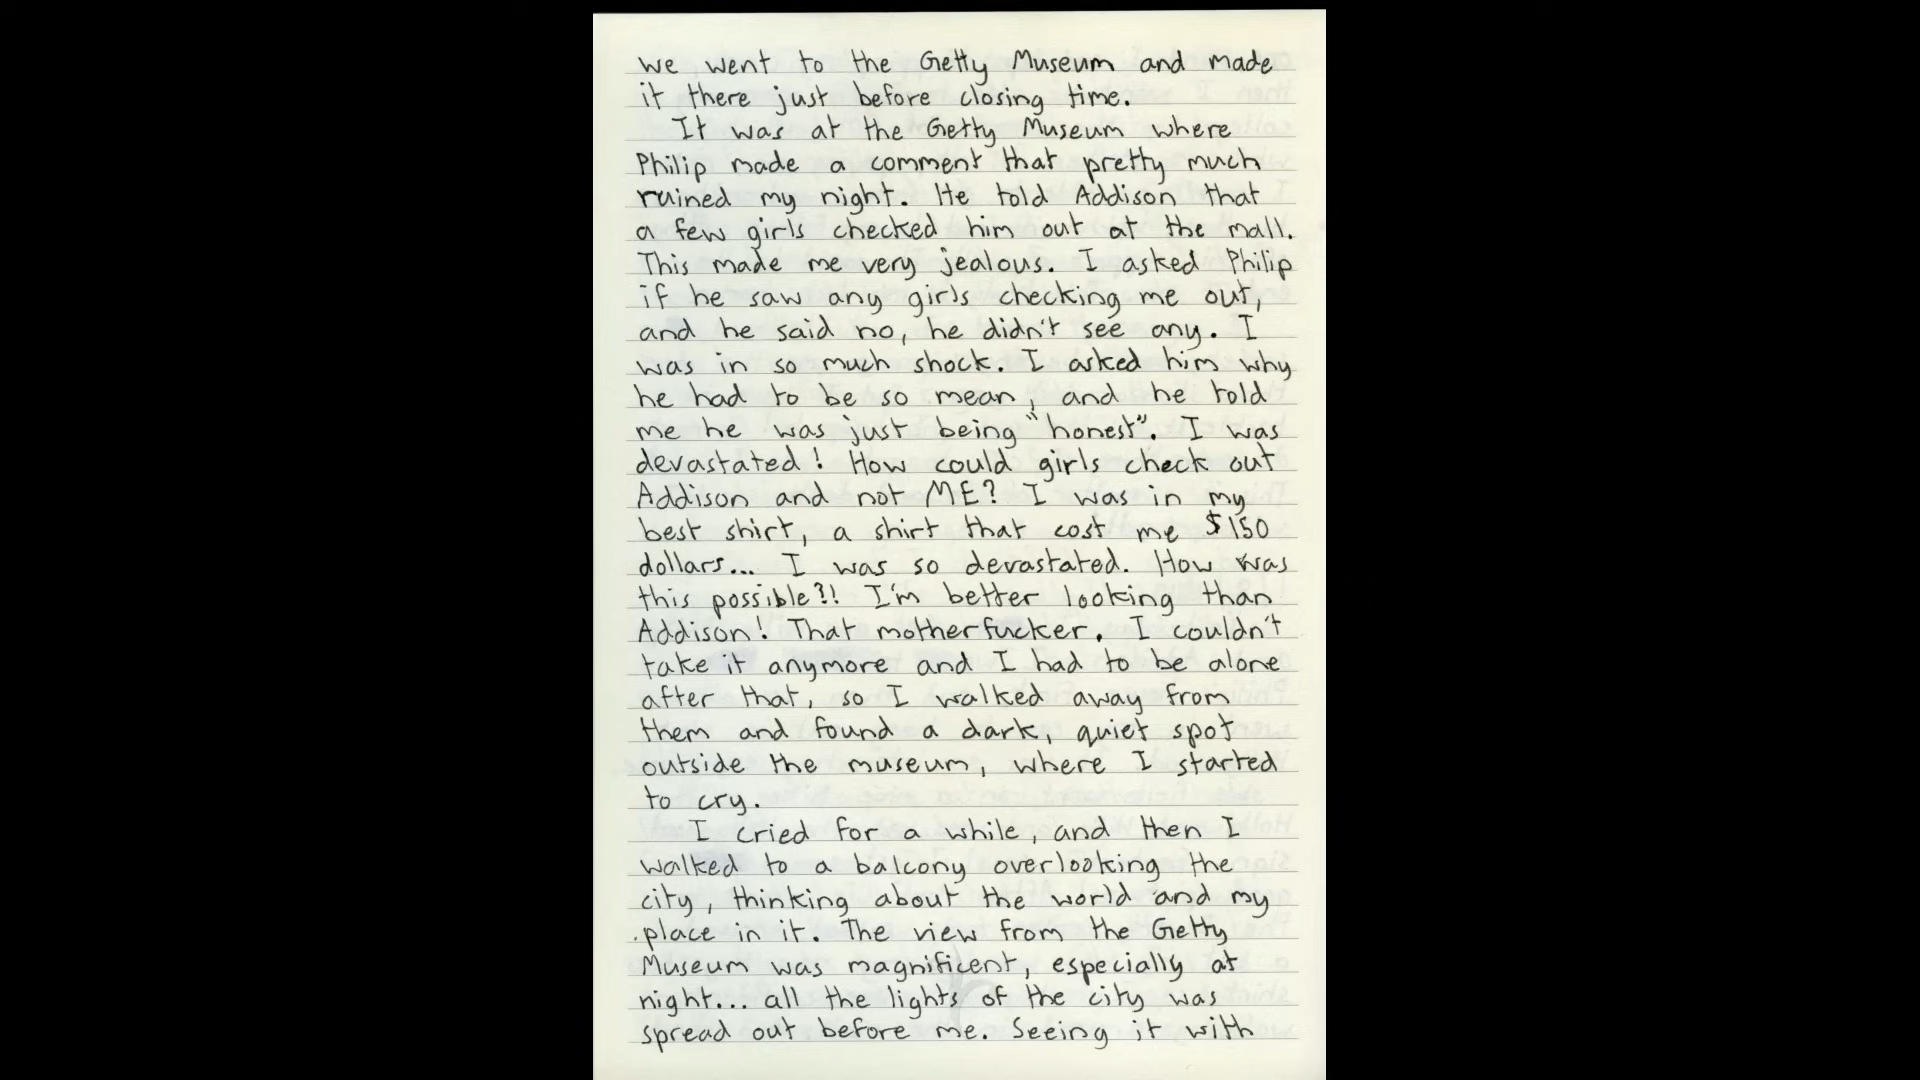 we went to the Getty Museum and made
it there just before closing time.
It was at the Getty Museum where
Philip made a comment that pretty much
ruined my night. He told Addison that
a few girls checked him out at the mall.
This made me very jealous. I asked Philip
if he saw any girls checking me out,
and he said no, he didn't see any. I
was in so much shock. I asked him why
he had to be so mean, and he told
me he was just being "honest". I was
devastated! How could girls check out
Addison and not ME? I was in my
best shirt, a shirt that cost me $150
dollars... I was so devastated. How was
this possible?! I'm better looking than
Addison! That motherfucker. I couldn't
take it anymore and I had to be alone
after that, so I walked away from
them and found a dark, quiet spot
outside the museum, where I started
to cry.
I cried for a while, and then I
walked to a balcony overlooking the
city, thinking about the world and my
place in it. The view from the Getty
Museum was magnificent, especially at
night... all the lights of the city was
spread out before me. Seeing it with